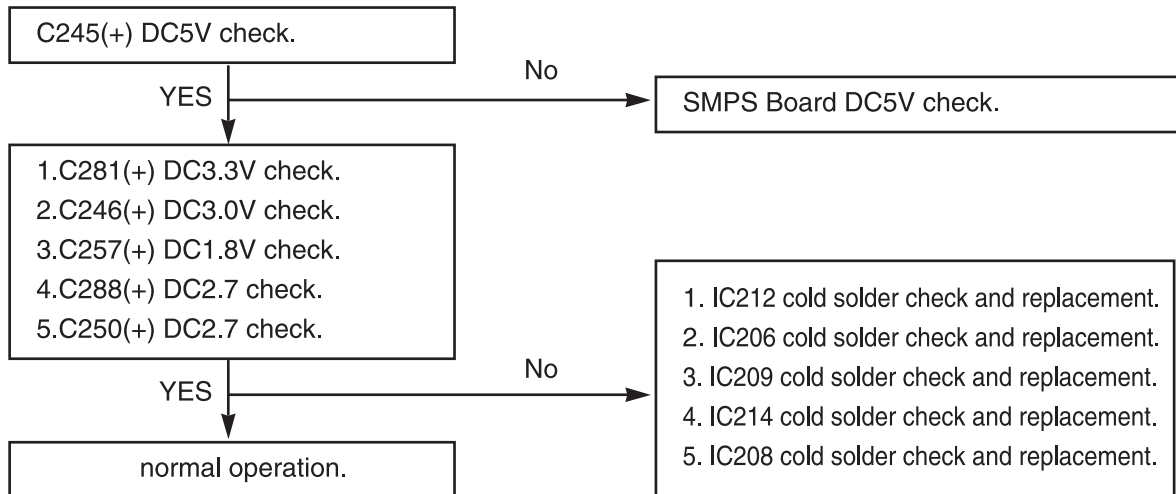 C245(+) DC5V check.
YES
No
SMPS Board DC5V check.
1.C281(+) DC3.3V check.
2.C246(+) DC3.0V check.
3.C257(+) DC1.8V check.
4.C288(+) DC2.7 check.
5.C250(+) DC2.7 check.
YES
No
1. IC212 cold solder check and replacement.
2. IC206 cold solder check and replacement.
3. IC209 cold solder check and replacement.
4. IC214 cold solder check and replacement.
5. IC208 cold solder check and replacement.
normal operation.